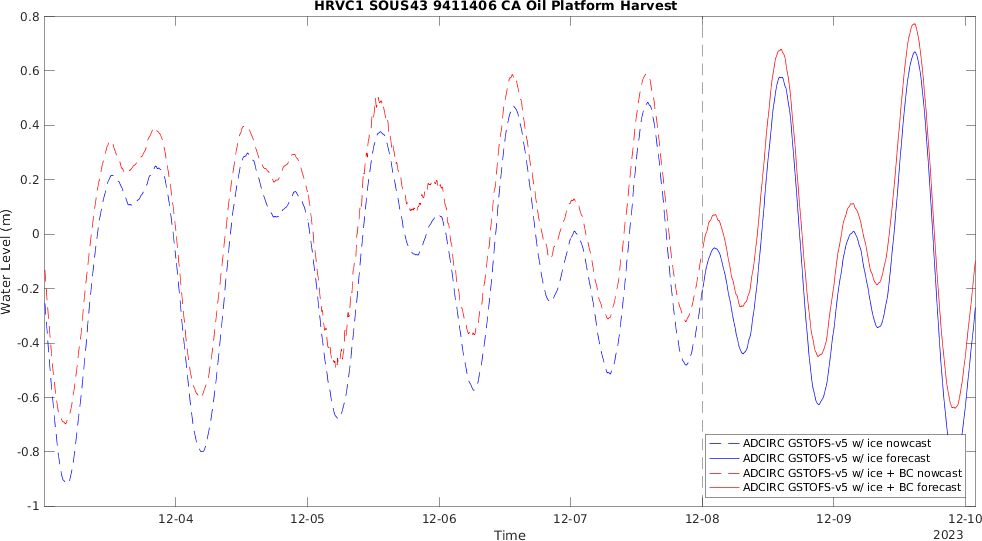 HRVC1 SOUS43 9411406 CA Oil Platform Harvest
0.8
0.6
0.4
0.2
0
-0.2
-0.4
-0.6
-0.8
-1
Water Level (m)
12-04
12-05
12-06
12-07
12-08
12-09
12-10
Time
2023
ADCIRC GSTOFS-v5 w/ ice nowcast
ADCIRC GSTOFS-v5 w/ ice forecast
ADCIRC GSTOFS-v5 w/ ice + BC nowcast
ADCIRC GSTOFS-v5 w/ ice + BC forecast